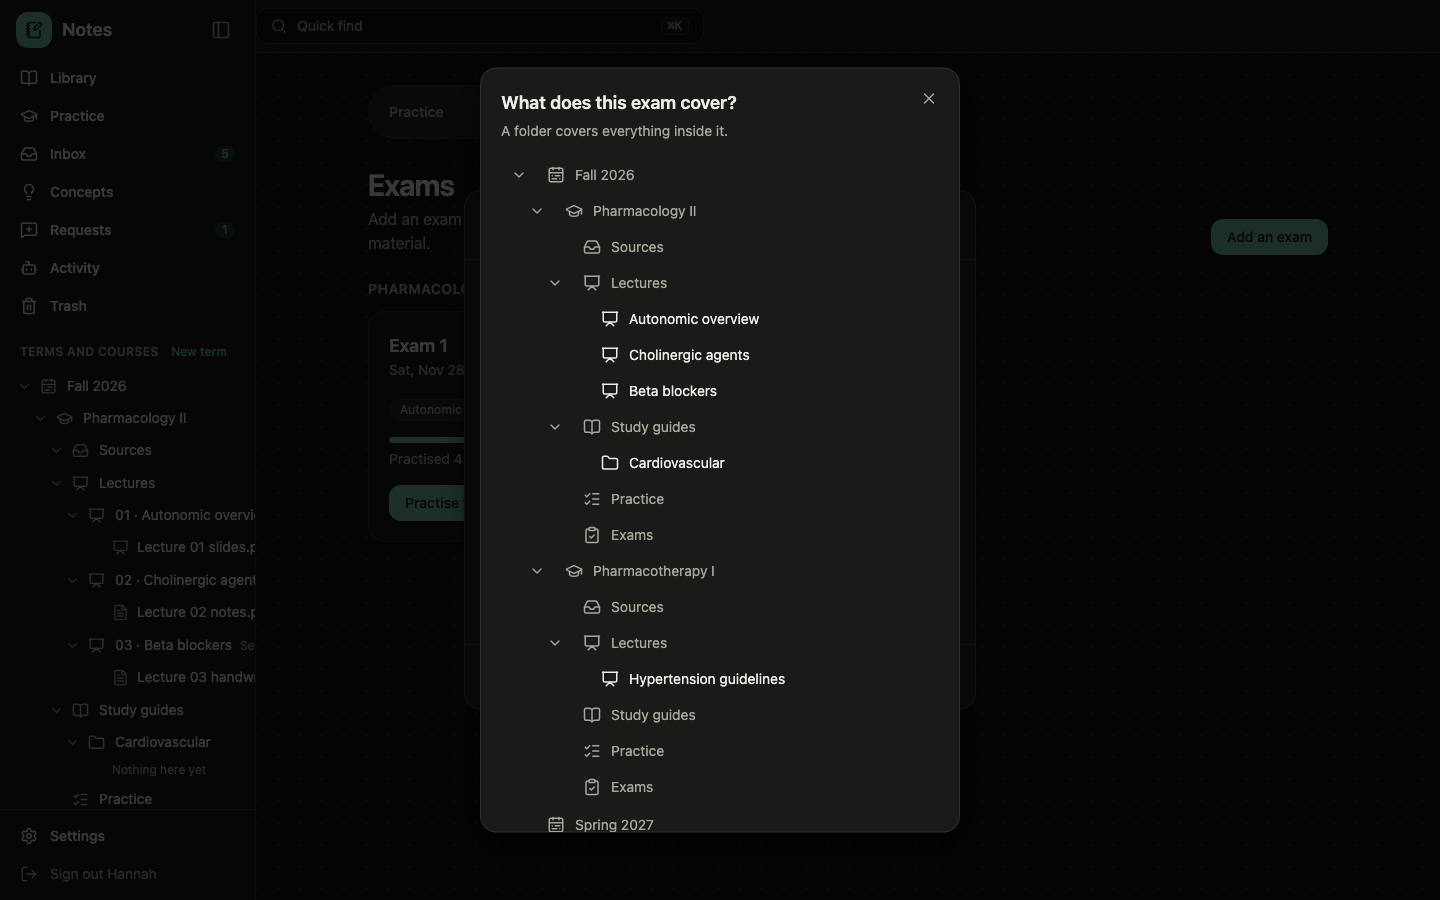 Notes
Quick find
⌘K
Library
Practice
Inbox
5
Concepts
Requests
1
Activity
Trash
TERMS AND COURSES
New term
Fall 2026
Pharmacology II
Sources
Lectures
01 · Autonomic overvi
Lecture 01 slides.p
02 · Cholinergic agent
Lecture 02 notes.p
03 · Beta blockers
Se
Lecture 03 handw
Study guides
Cardiovascular
Nothing here yet
Practice
Settings
Sign out Hannah
Practice
Exams
Add an exam
material.
Add an exam
PHARMACOLO
Exam 1
Sat, Nov 28
Autonomic
Practised 4
Practise
What does this exam cover?
A folder covers everything inside it.
Fall 2026
Pharmacology II
Sources
Lectures
Autonomic overview
Cholinergic agents
Beta blockers
Study guides
Cardiovascular
Practice
Exams
Pharmacotherapy I
Sources
Lectures
Hypertension guidelines
Study guides
Practice
Exams
Spring 2027